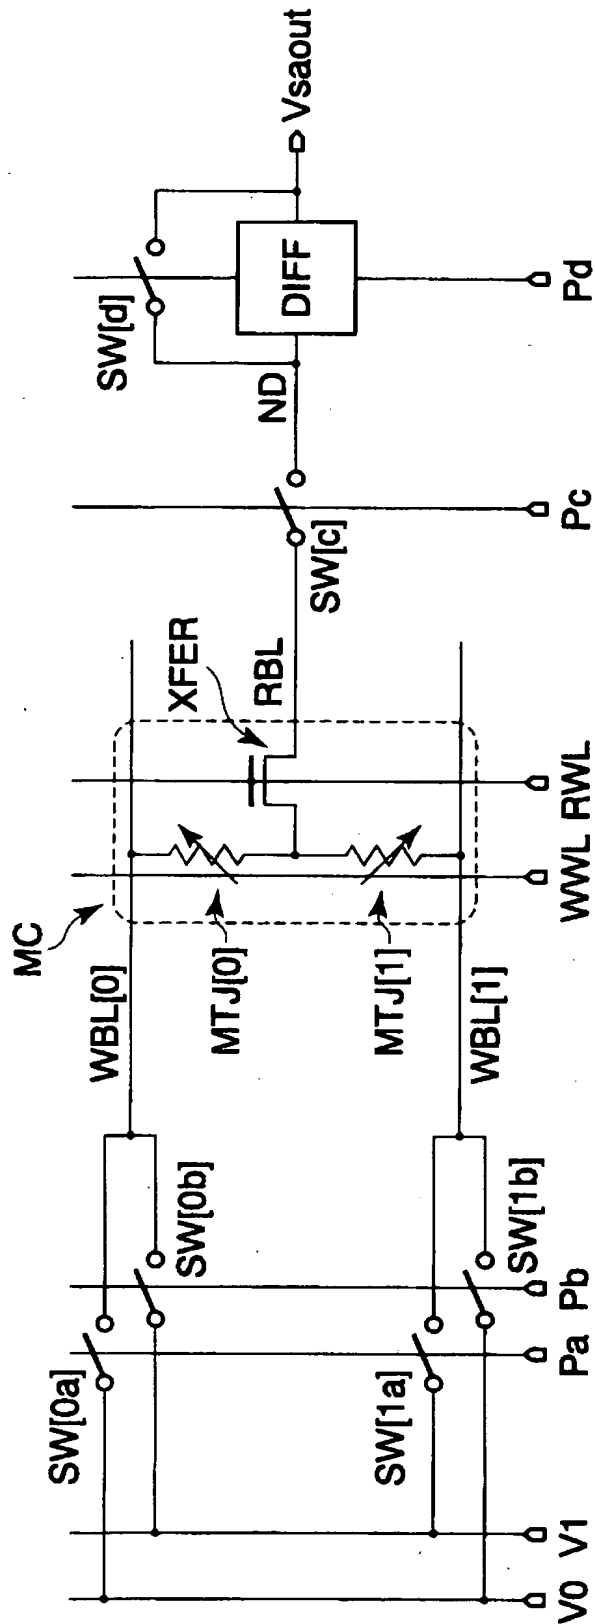 Vsaout
SW[d]
DIFF
ND
Pd
SW[c]
Pc
XFER
RBL
MC
RWL
WWL
MTJ[0]
MTJ[1]
WBL[0]
WBL[1]
SW[0b]
SW[1b]
Pb
SW[0a]
SW[1a]
Pa
V1
V0